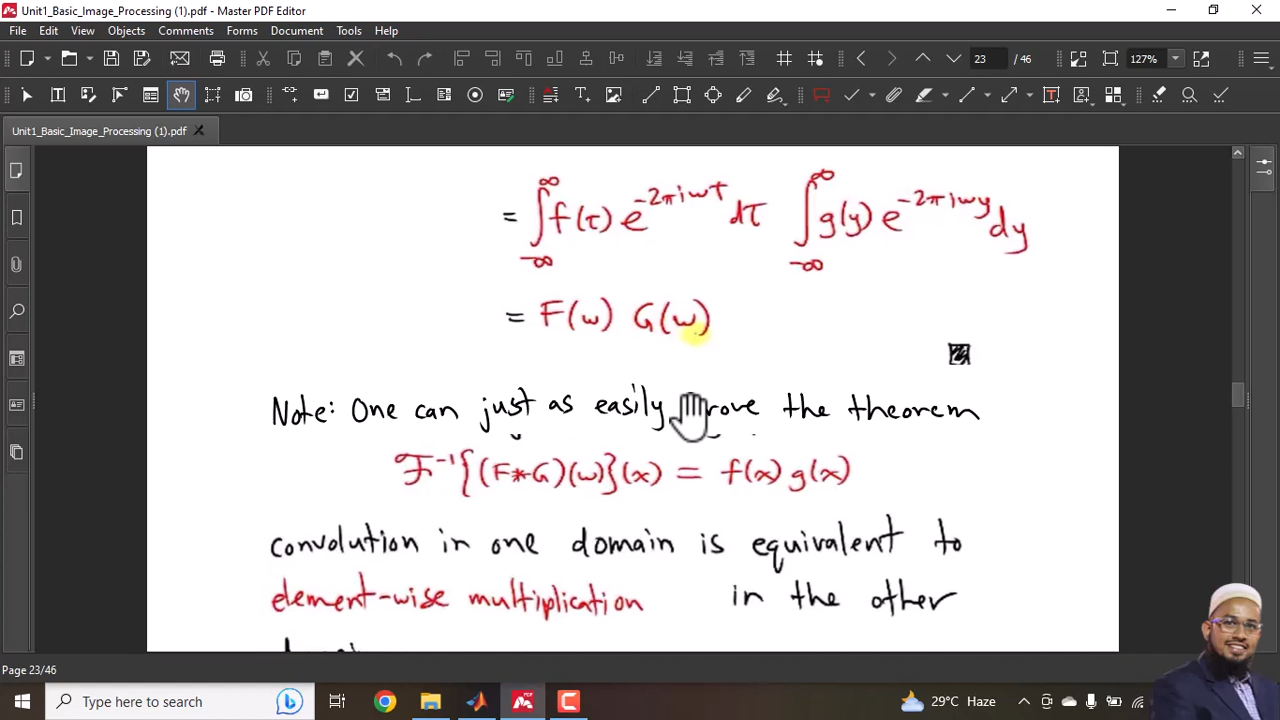 Unit1_Basic_Image_Processing (1).pdf - Master PDF Editor
File Edit View Objects Comments Forms Document Tools Help
23 / 46
127%
Unit1_Basic_Image_Processing (1).pdf
= ∫_{-∞}^{∞} f(τ) e^{-2πiwτ} dτ ∫_{-∞}^{∞} g(y) e^{-2πiwy} dy
= F(w) G(w)
Note: One can just as easily prove the theorem
ℱ^{-1}{(F*G)(w)}(x) = f(x) g(x)
convolution in one domain is equivalent to
element-wise multiplication in the other
Page 23/46
Type here to search
29°C Haze